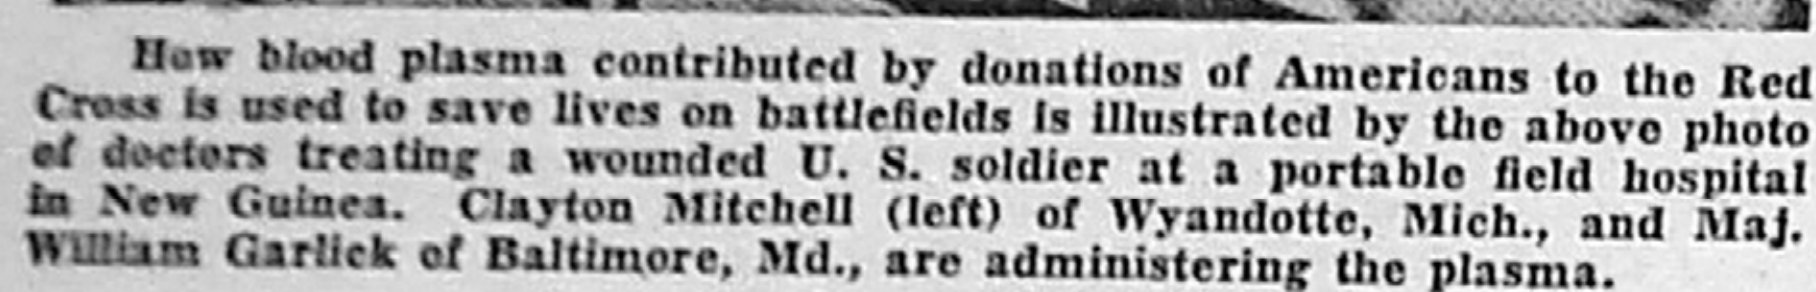 How blood plasma contributed by donations of Americans to the Red
Cross is used to save lives on battlefields is illustrated by the above photo
of doctors treating a wounded U. S. soldier at a portable field hospital
in New Guinea. Clayton Mitchell (left) of Wyandotte, Mich., and Maj.
William Garlick of Baltimore, Md., are administering the plasma.